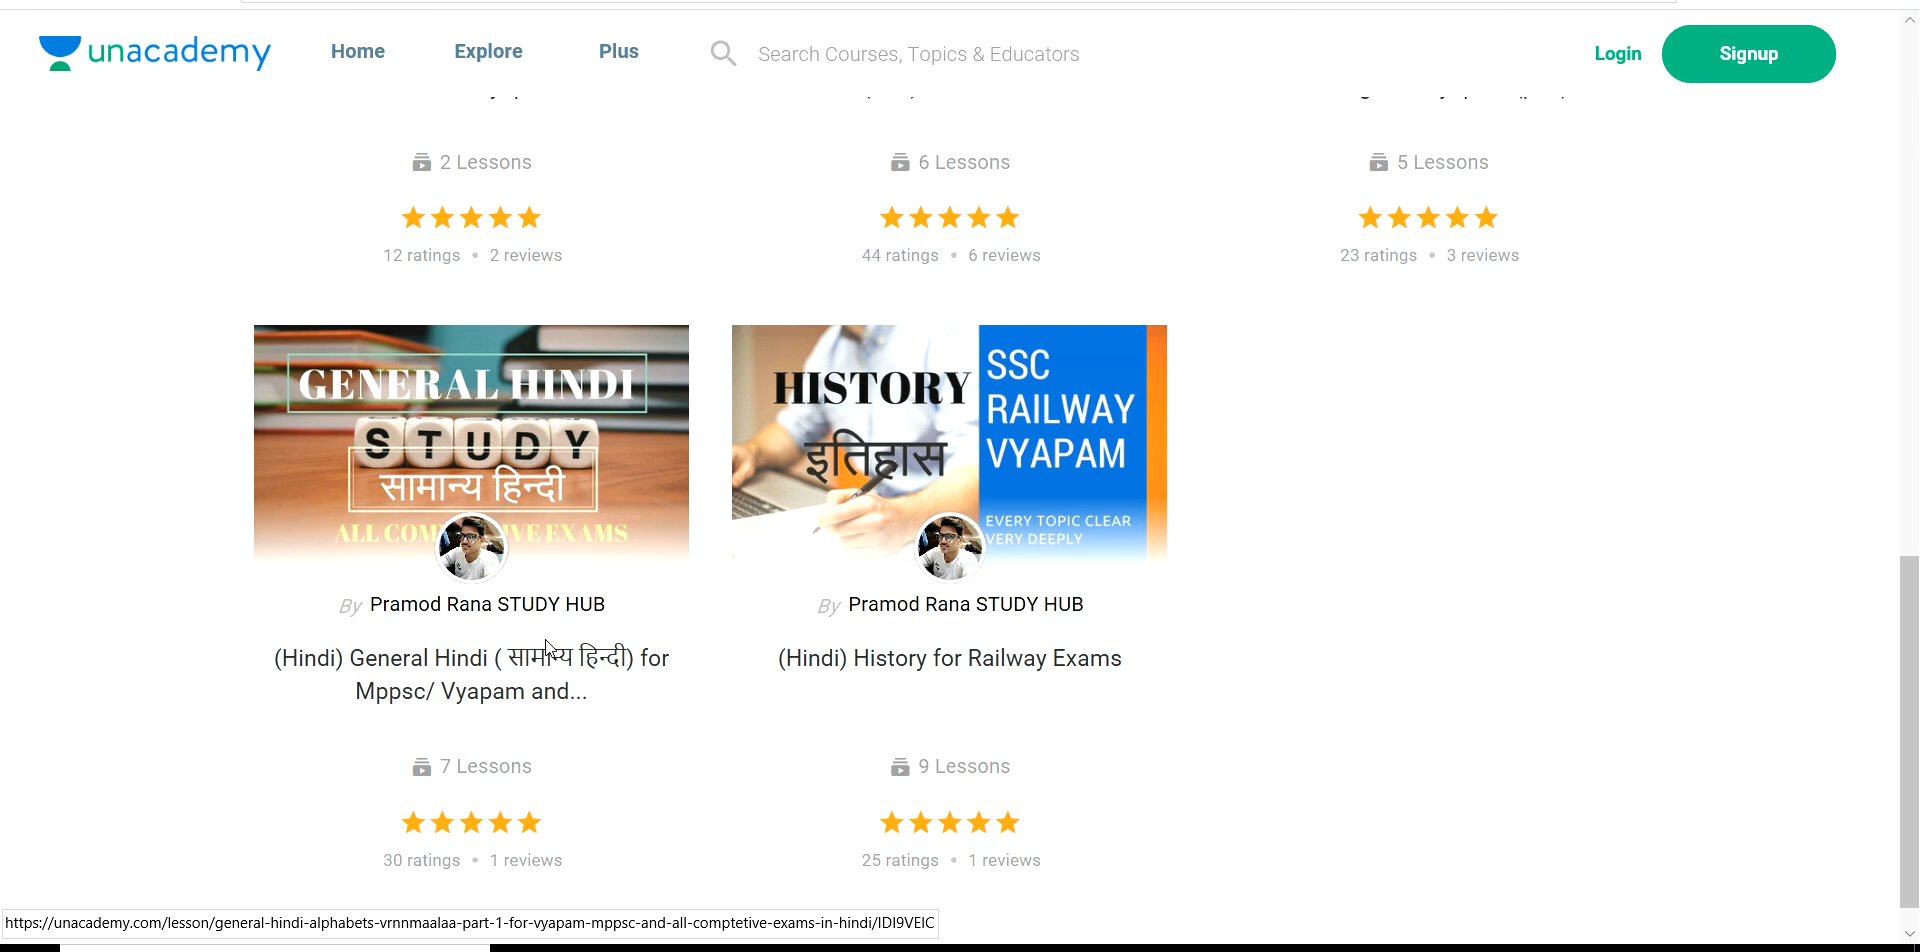 unacademy
Home
Explore
Plus
Search Courses, Topics & Educators
Login
Signup
2 Lessons
6 Lessons
5 Lessons
12 ratings • 2 reviews
44 ratings • 6 reviews
23 ratings • 3 reviews
GENERAL HINDI
STUDY
सामान्य हिन्दी
ALL
EXAMS
HISTORY
इतिहास
SSC
RAILWAY
VYAPAM
EVERY TOPIC CLEAR
VERY DEEPLY
By Pramod Rana STUDY HUB
(Hindi) General Hindi ( सामान्य हिन्दी) for
Mppsc/ Vyapam and...
7 Lessons
30 ratings • 1 reviews
By Pramod Rana STUDY HUB
(Hindi) History for Railway Exams
9 Lessons
25 ratings • 1 reviews
https://unacademy.com/lesson/general-hindi-alphabets-vrnnmaalaa-part-1-for-vyapam-mppsc-and-all-comptetive-exams-in-hindi/IDI9VEIC